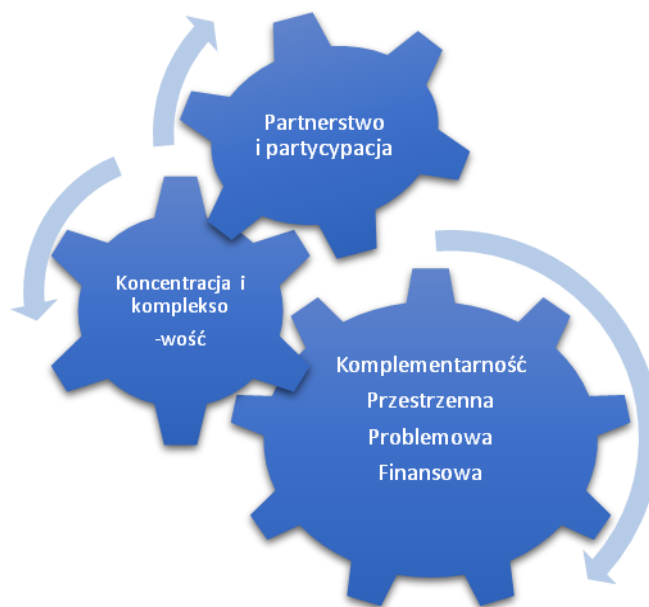 Partnerstwo
i partycypacja
Koncentracja i
komplekso
-wość
Komplementarność
Przestrzenna
Problemowa
Finansowa